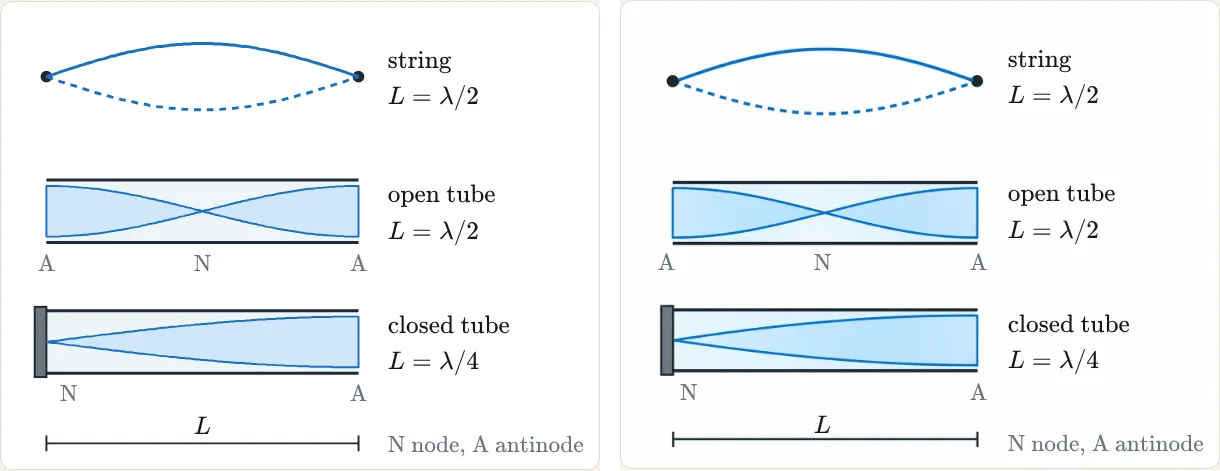 string
L = λ/2
open tube
L = λ/2
A N A
closed tube
L = λ/4
N A
L
N node, A antinode
string
L = λ/2
open tube
L = λ/2
A N A
closed tube
L = λ/4
N A
L
N node, A antinode